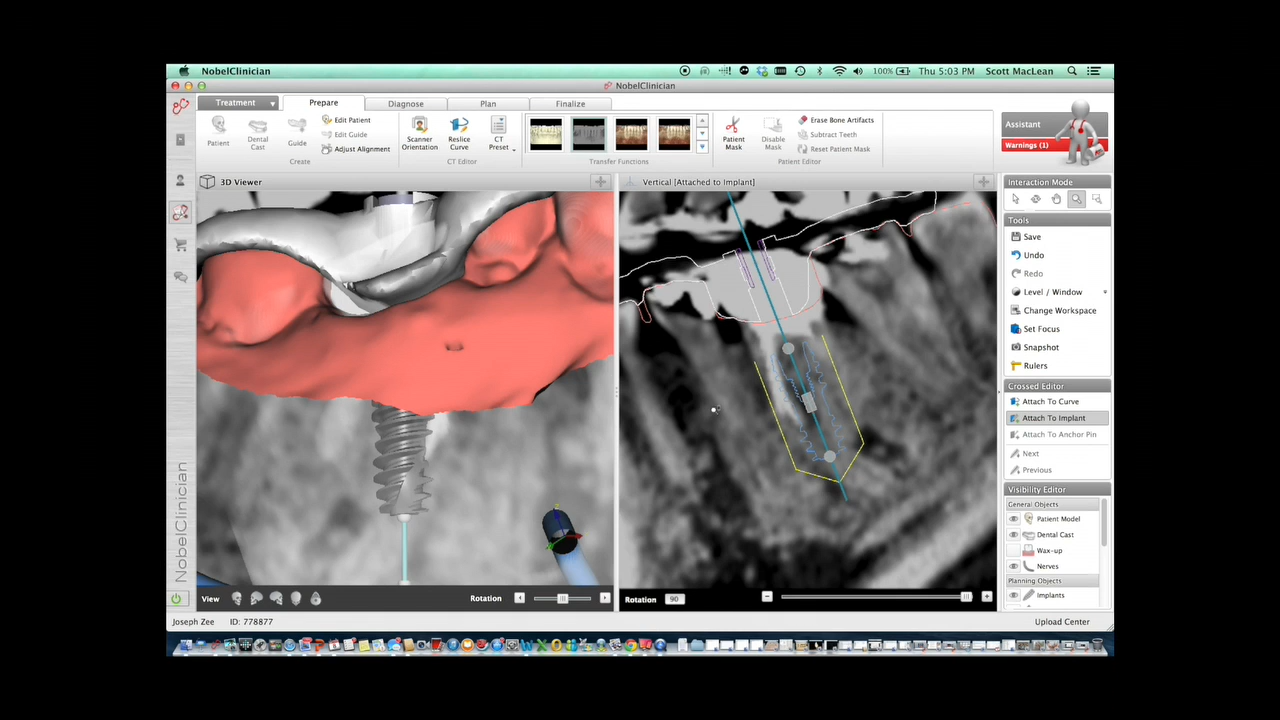 NobelClinician
100% Thu 5:03 PM Scott MacLean
NobelClinician
Treatment Prepare Diagnose Plan Finalize
Patient Dental Cast Guide Edit Patient Edit Guide Adjust Alignment
Create
Scanner Orientation Reslice Curve CT Preset
CT Editor
Transfer Functions
Patient Mask Disable Mask Erase Bone Artifacts Subtract Teeth Reset Patient Mask
Patient Editor
Assistant
Warnings (1)
3D Viewer
Vertical [Attached to Implant]
Interaction Mode
Tools
Save
Undo
Redo
Level / Window
Change Workspace
Set Focus
Snapshot
Rulers
Crossed Editor
Attach To Curve
Attach To Implant
Attach To Anchor Pin
Next
Previous
Visibility Editor
General Objects
Patient Model
Dental Cast
Wax-up
Nerves
Planning Objects
Implants
NobelClinician
View
Rotation
Rotation 90
Joseph Zee ID: 778877
Upload Center